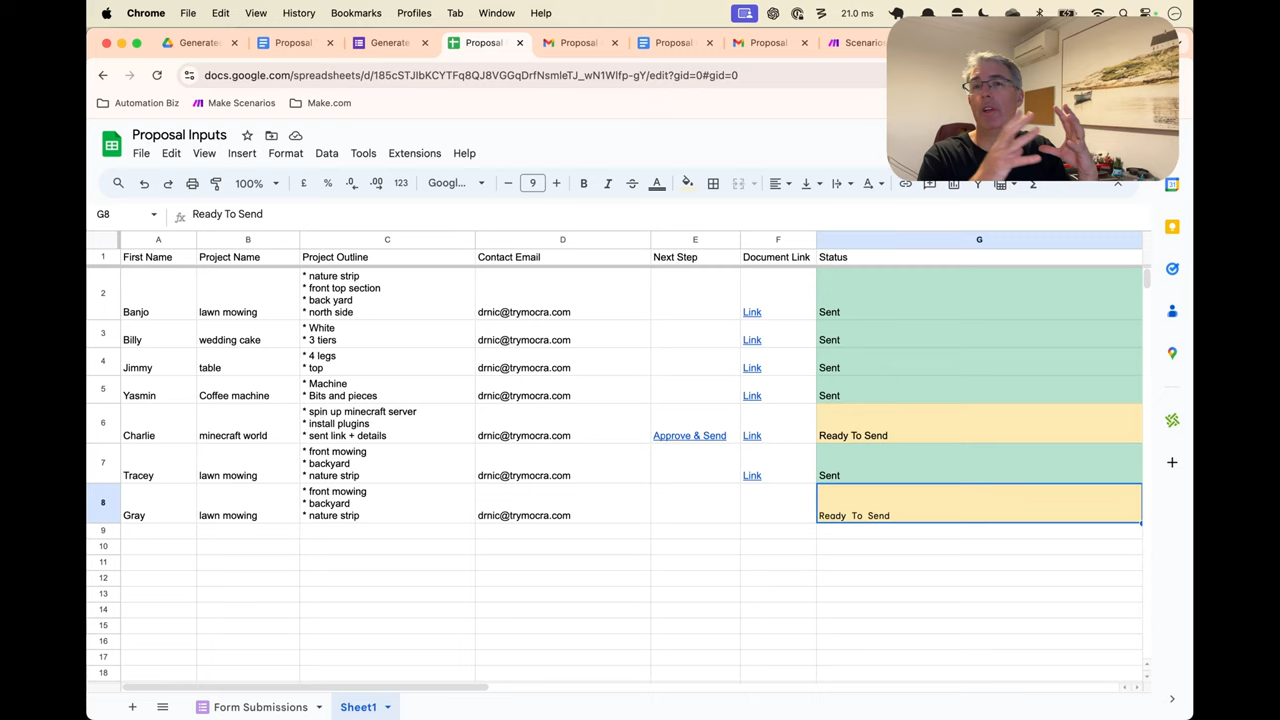 Chrome File Edit View History Bookmarks Profiles Tab Window Help 21.0 ms
Generate Proposal Generate Proposal Proposal Proposal Proposal Scenario
docs.google.com/spreadsheets/d/185cSTJIbKCYTFq8QJ8VGGqDrfNsmleTJ_wN1WIfp-gY/edit?gid=0#gid=0
Automation Biz Make Scenarios Make.com
Proposal Inputs
File Edit View Insert Format Data Tools Extensions Help
100% £ % .0 .00 123 Googl... 9 B I A
G8 fx Ready To Send
A B C D E F G
1 First Name Project Name Project Outline Contact Email Next Step Document Link Status
* nature strip
* front top section
2 * back yard
Banjo lawn mowing * north side drnic@trymocra.com Link Sent
3 * White
Billy wedding cake * 3 tiers drnic@trymocra.com Link Sent
4 * 4 legs
Jimmy table * top drnic@trymocra.com Link Sent
5 * Machine
Yasmin Coffee machine * Bits and pieces drnic@trymocra.com Link Sent
* spin up minecraft server
6 * install plugins
Charlie minecraft world * sent link + details drnic@trymocra.com Approve & Send Link Ready To Send
* front mowing
7 * backyard
Tracey lawn mowing * nature strip drnic@trymocra.com Link Sent
* front mowing
8 * backyard
Gray lawn mowing * nature strip drnic@trymocra.com Ready To Send
9
10
11
12
13
14
15
16
17
18
Form Submissions Sheet1